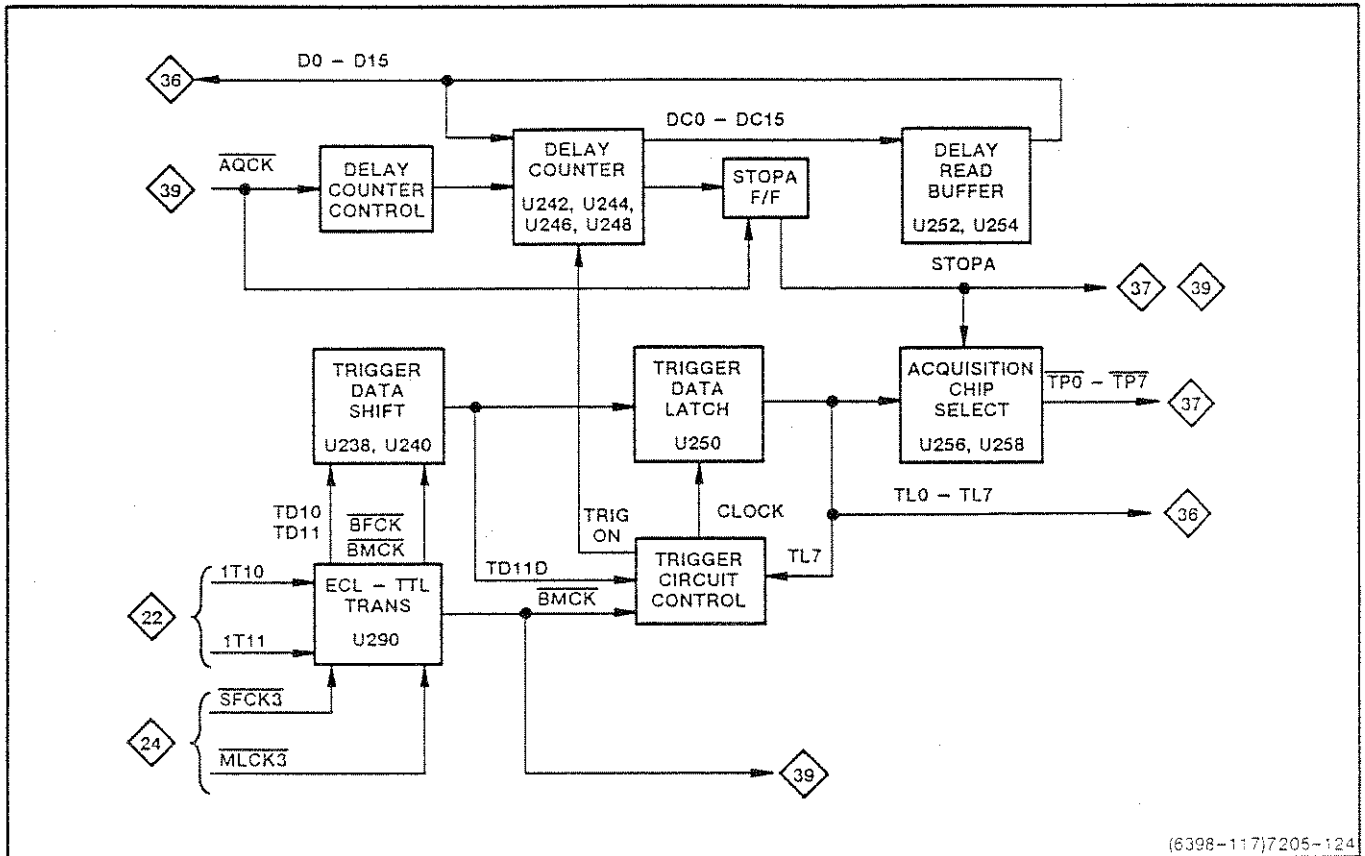 D0 – D15
36
DC0 – DC15
39
AQCK
DELAY
COUNTER
CONTROL
DELAY
COUNTER
U242, U244,
U246, U248
STOPA
F/F
DELAY
READ
BUFFER
U252, U254
STOPA
37
39
TRIGGER
DATA
SHIFT
U238, U240
TRIGGER
DATA
LATCH
U250
ACQUISITION
CHIP
SELECT
U256, U258
TP0 – TP7
37
TD10
TD11
BFCK
BMCK
TRIG
ON
CLOCK
TL0 – TL7
36
TD11D
TL7
1T10
22
1T11
ECL – TTL
TRANS
U290
BMCK
TRIGGER
CIRCUIT
CONTROL
SFCK3
24
MLCK3
39
(6398-117)7205-124